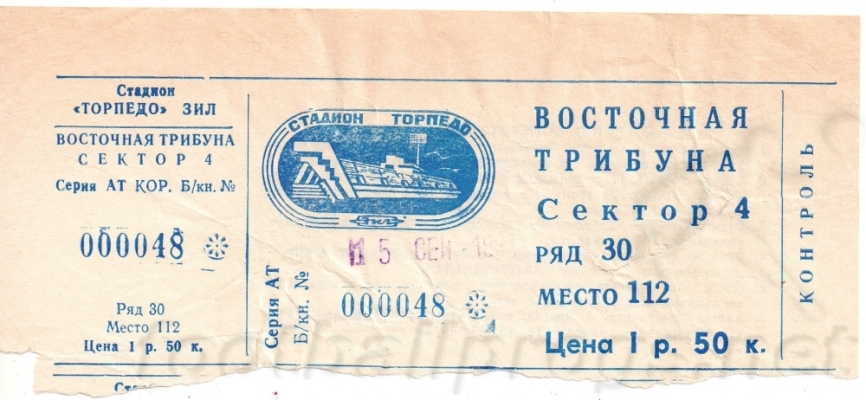 Стадион
«ТОРПЕДО» ЗИЛ
ВОСТОЧНАЯ ТРИБУНА
СЕКТОР 4
Серия АТ КОР. Б/кн. №
000048
Ряд 30
Место 112
Цена 1 р. 50 к.
СТАДИОН ТОРПЕДО
ЗИЛ
5 СЕН 19
Серия АТ
Б/кн. №
000048
ВОСТОЧНАЯ
ТРИБУНА
Сектор 4
РЯД 30
МЕСТО 112
Цена 1 р. 50 к.
КОНТРОЛЬ